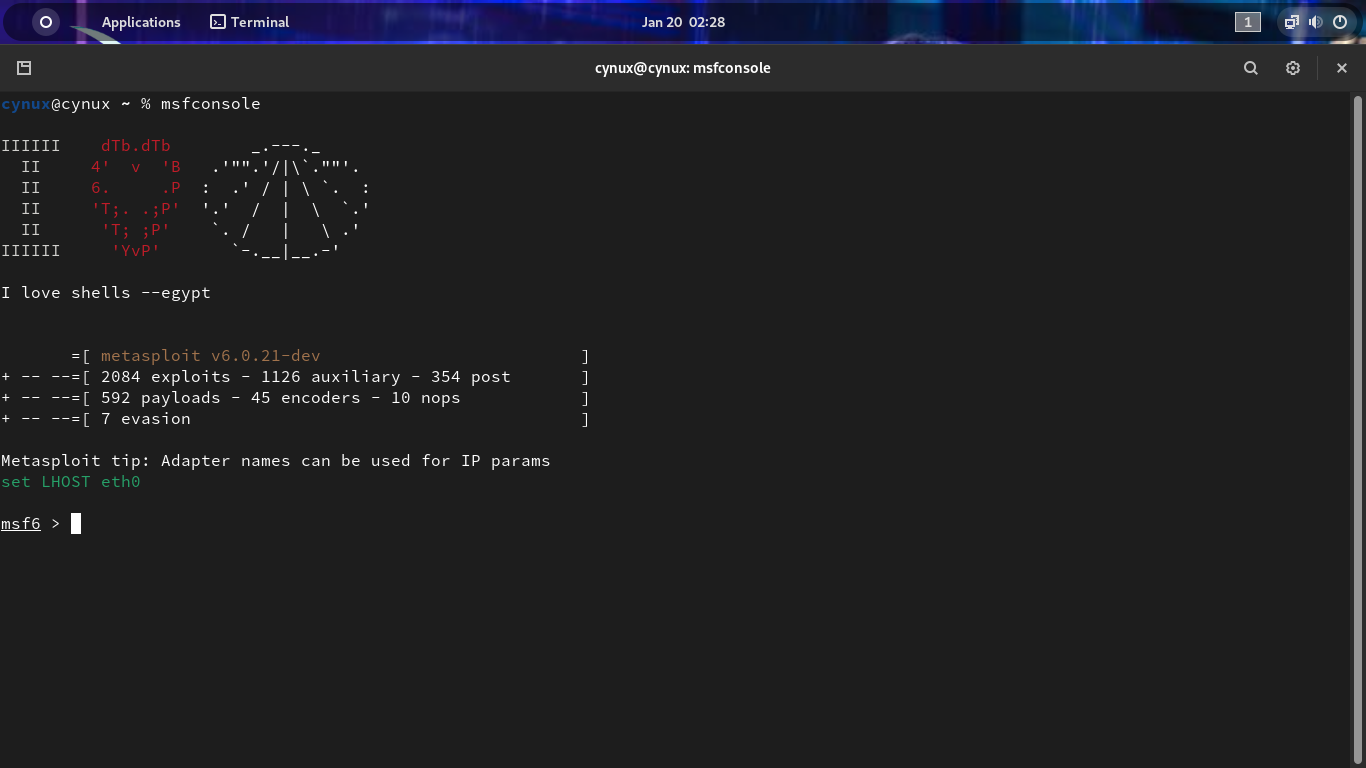 Applications Terminal Jan 20 02:28 1
cynux@cynux: msfconsole
cynux@cynux ~ % msfconsole
IIIIII    dTb.dTb        _.---._
  II     4'  v  'B   .'"".'/|\`.""'.
  II     6.     .P  :  .' / | \ `.  :
  II     'T;. .;P'  '.'  /  |  \  `.'
  II      'T; ;P'    `. /   |   \ .'
IIIIII     'YvP'       `-.__|__.-'
I love shells --egypt
       =[ metasploit v6.0.21-dev                          ]
+ -- --=[ 2084 exploits - 1126 auxiliary - 354 post       ]
+ -- --=[ 592 payloads - 45 encoders - 10 nops            ]
+ -- --=[ 7 evasion                                       ]
Metasploit tip: Adapter names can be used for IP params
set LHOST eth0
msf6 >